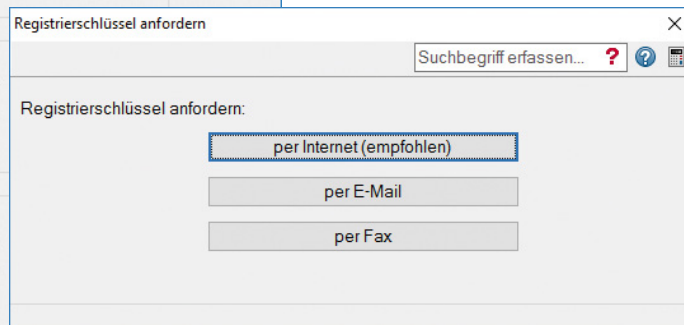 Registrierschlüssel anfordern
Suchbegriff erfassen... ? ?
Registrierschlüssel anfordern:
per Internet (empfohlen)
per E-Mail
per Fax